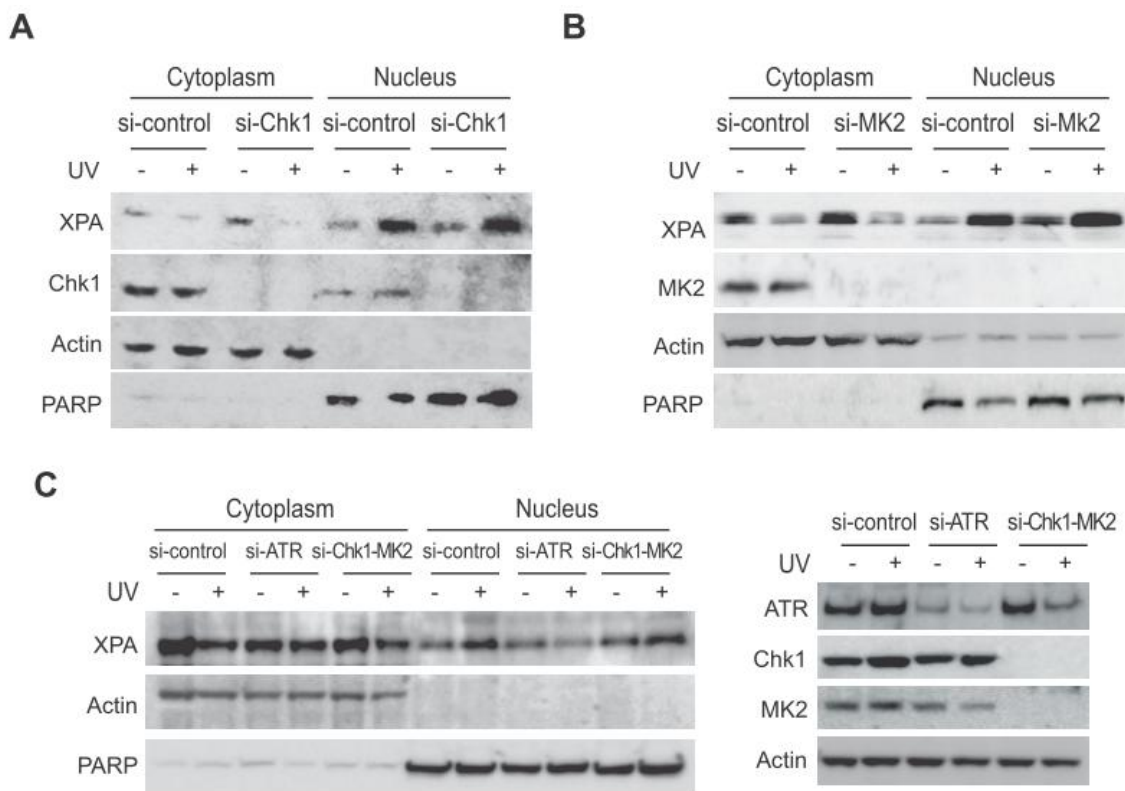 A
Cytoplasm Nucleus
si-control si-Chk1 si-control si-Chk1
UV - + - + - + - +
XPA
Chk1
Actin
PARP
B
Cytoplasm Nucleus
si-control si-MK2 si-control si-Mk2
UV - + - + - + - +
XPA
MK2
Actin
PARP
C
Cytoplasm Nucleus
si-control si-ATR si-Chk1-MK2 si-control si-ATR si-Chk1-MK2
UV - + - + - + - + - + - +
XPA
Actin
PARP
si-control si-ATR si-Chk1-MK2
UV - + - + - +
ATR
Chk1
MK2
Actin